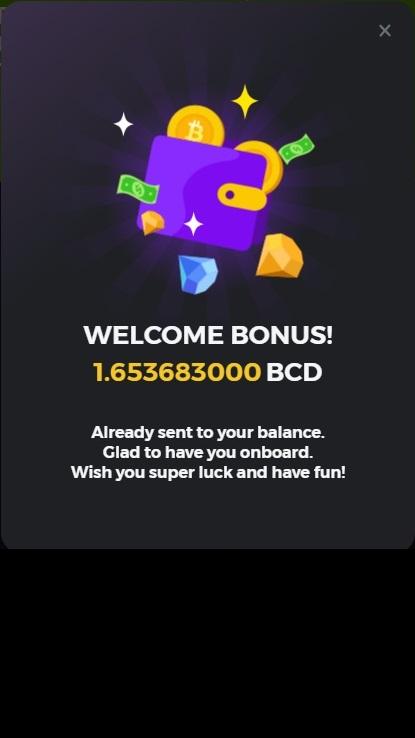 WELCOME BONUS!
1.653683000 BCD
Already sent to your balance.
Glad to have you onboard.
Wish you super luck and have fun!